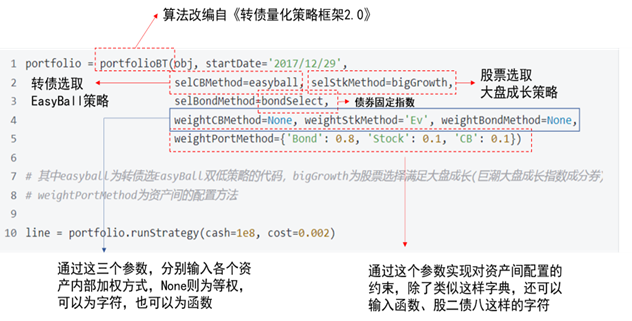 算法改编自《转债量化策略框架2.0》
1 portfolio = portfolioBT(obj, startDate='2017/12/29',
转债选取
EasyBall策略
2 selCBMethod=easyball, selStkMethod=bigGrowth,
股票选取
大盘成长策略
3 selBondMethod=bondSelect,
债券固定指数
4 weightCBMethod=None, weightStkMethod='Ev', weightBondMethod=None,
5 weightPortMethod={'Bond': 0.8, 'Stock': 0.1, 'CB': 0.1})
6
7 # 其中easyball为转债选EasyBall双低策略的代码，bigGrowth为股票选择满足大盘成长(巨潮大盘成长指数成分券)
8 # weightPortMethod为资产间的配置方法
9
10 line = portfolio.runStrategy(cash=1e8, cost=0.002)
通过这三个参数，分别输入各个资
产内部加权方式，None则为等权，
可以为字符，也可以为函数
通过这个参数实现对资产间配置的
约束，除了类似这样字典，还可以
输入函数、股二债八这样的字符